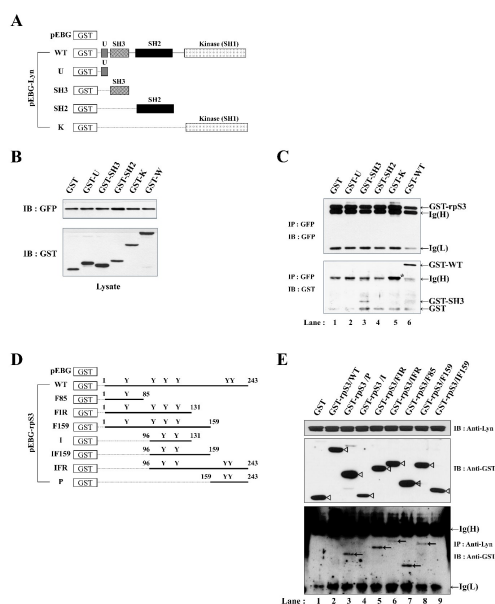 A
pEBG GST
U SH3 SH2 Kinase (SH1)
WT GST
U
U GST
SH3
SH3 GST
SH2
SH2 GST
Kinase (SH1)
K GST
pEBG-Lyn
B
GST GST-U GST-SH3 GST-SH2 GST-K GST-W
IB : GFP
IB : GST
Lysate
C
GST GST-U GST-SH3 GST-SH2 GST-K GST-WT
GST-rpS3
Ig(H)
IP : GFP
IB : GFP
Ig(L)
GST-WT
IP : GFP
IB : GST
*
Ig(H)
GST-SH3
GST
Lane : 1 2 3 4 5 6
D
pEBG GST
WT GST 1 Y Y Y Y YY 243
F85 GST 1 Y 85
FIR GST 1 Y Y Y Y 131
F159 GST 1 Y Y Y Y 159
I GST 96 Y Y Y 131
IF159 GST 96 Y Y Y 159
IFR GST 96 Y Y Y YY 243
P GST 159 YY 243
pEBG-rpS3
E
GST GST-rpS3/WT GST-rpS3 /P GST-rpS3 /I GST-rpS3/FIR GST-rpS3/IFR GST-rpS3/F85 GST-rpS3/F159 GST-rpS3/IF159
IB : Anti-Lyn
IB : Anti-GST
Ig(H)
IP : Anti-Lyn
IB : Anti-GST
Ig(L)
Lane : 1 2 3 4 5 6 7 8 9